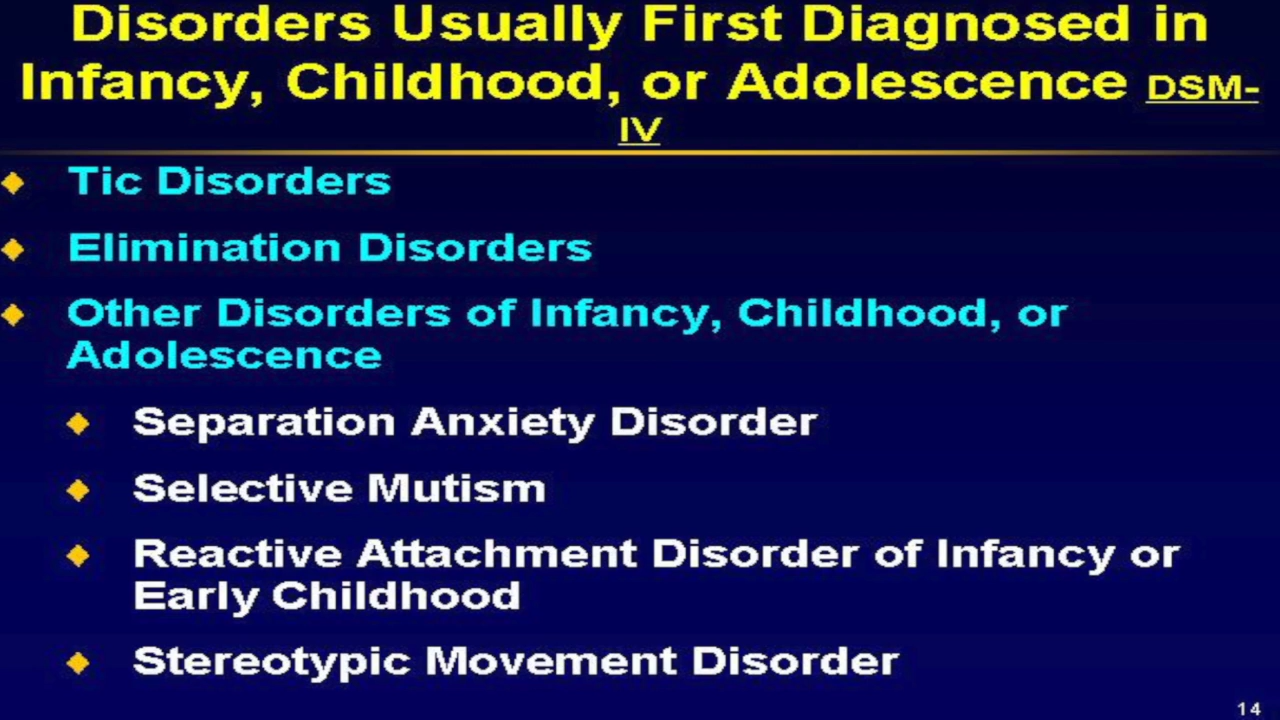 Disorders Usually First Diagnosed in
Infancy, Childhood, or Adolescence DSM-
IV
Tic Disorders
Elimination Disorders
Other Disorders of Infancy, Childhood, or
Adolescence
Separation Anxiety Disorder
Selective Mutism
Reactive Attachment Disorder of Infancy or
Early Childhood
Stereotypic Movement Disorder
14